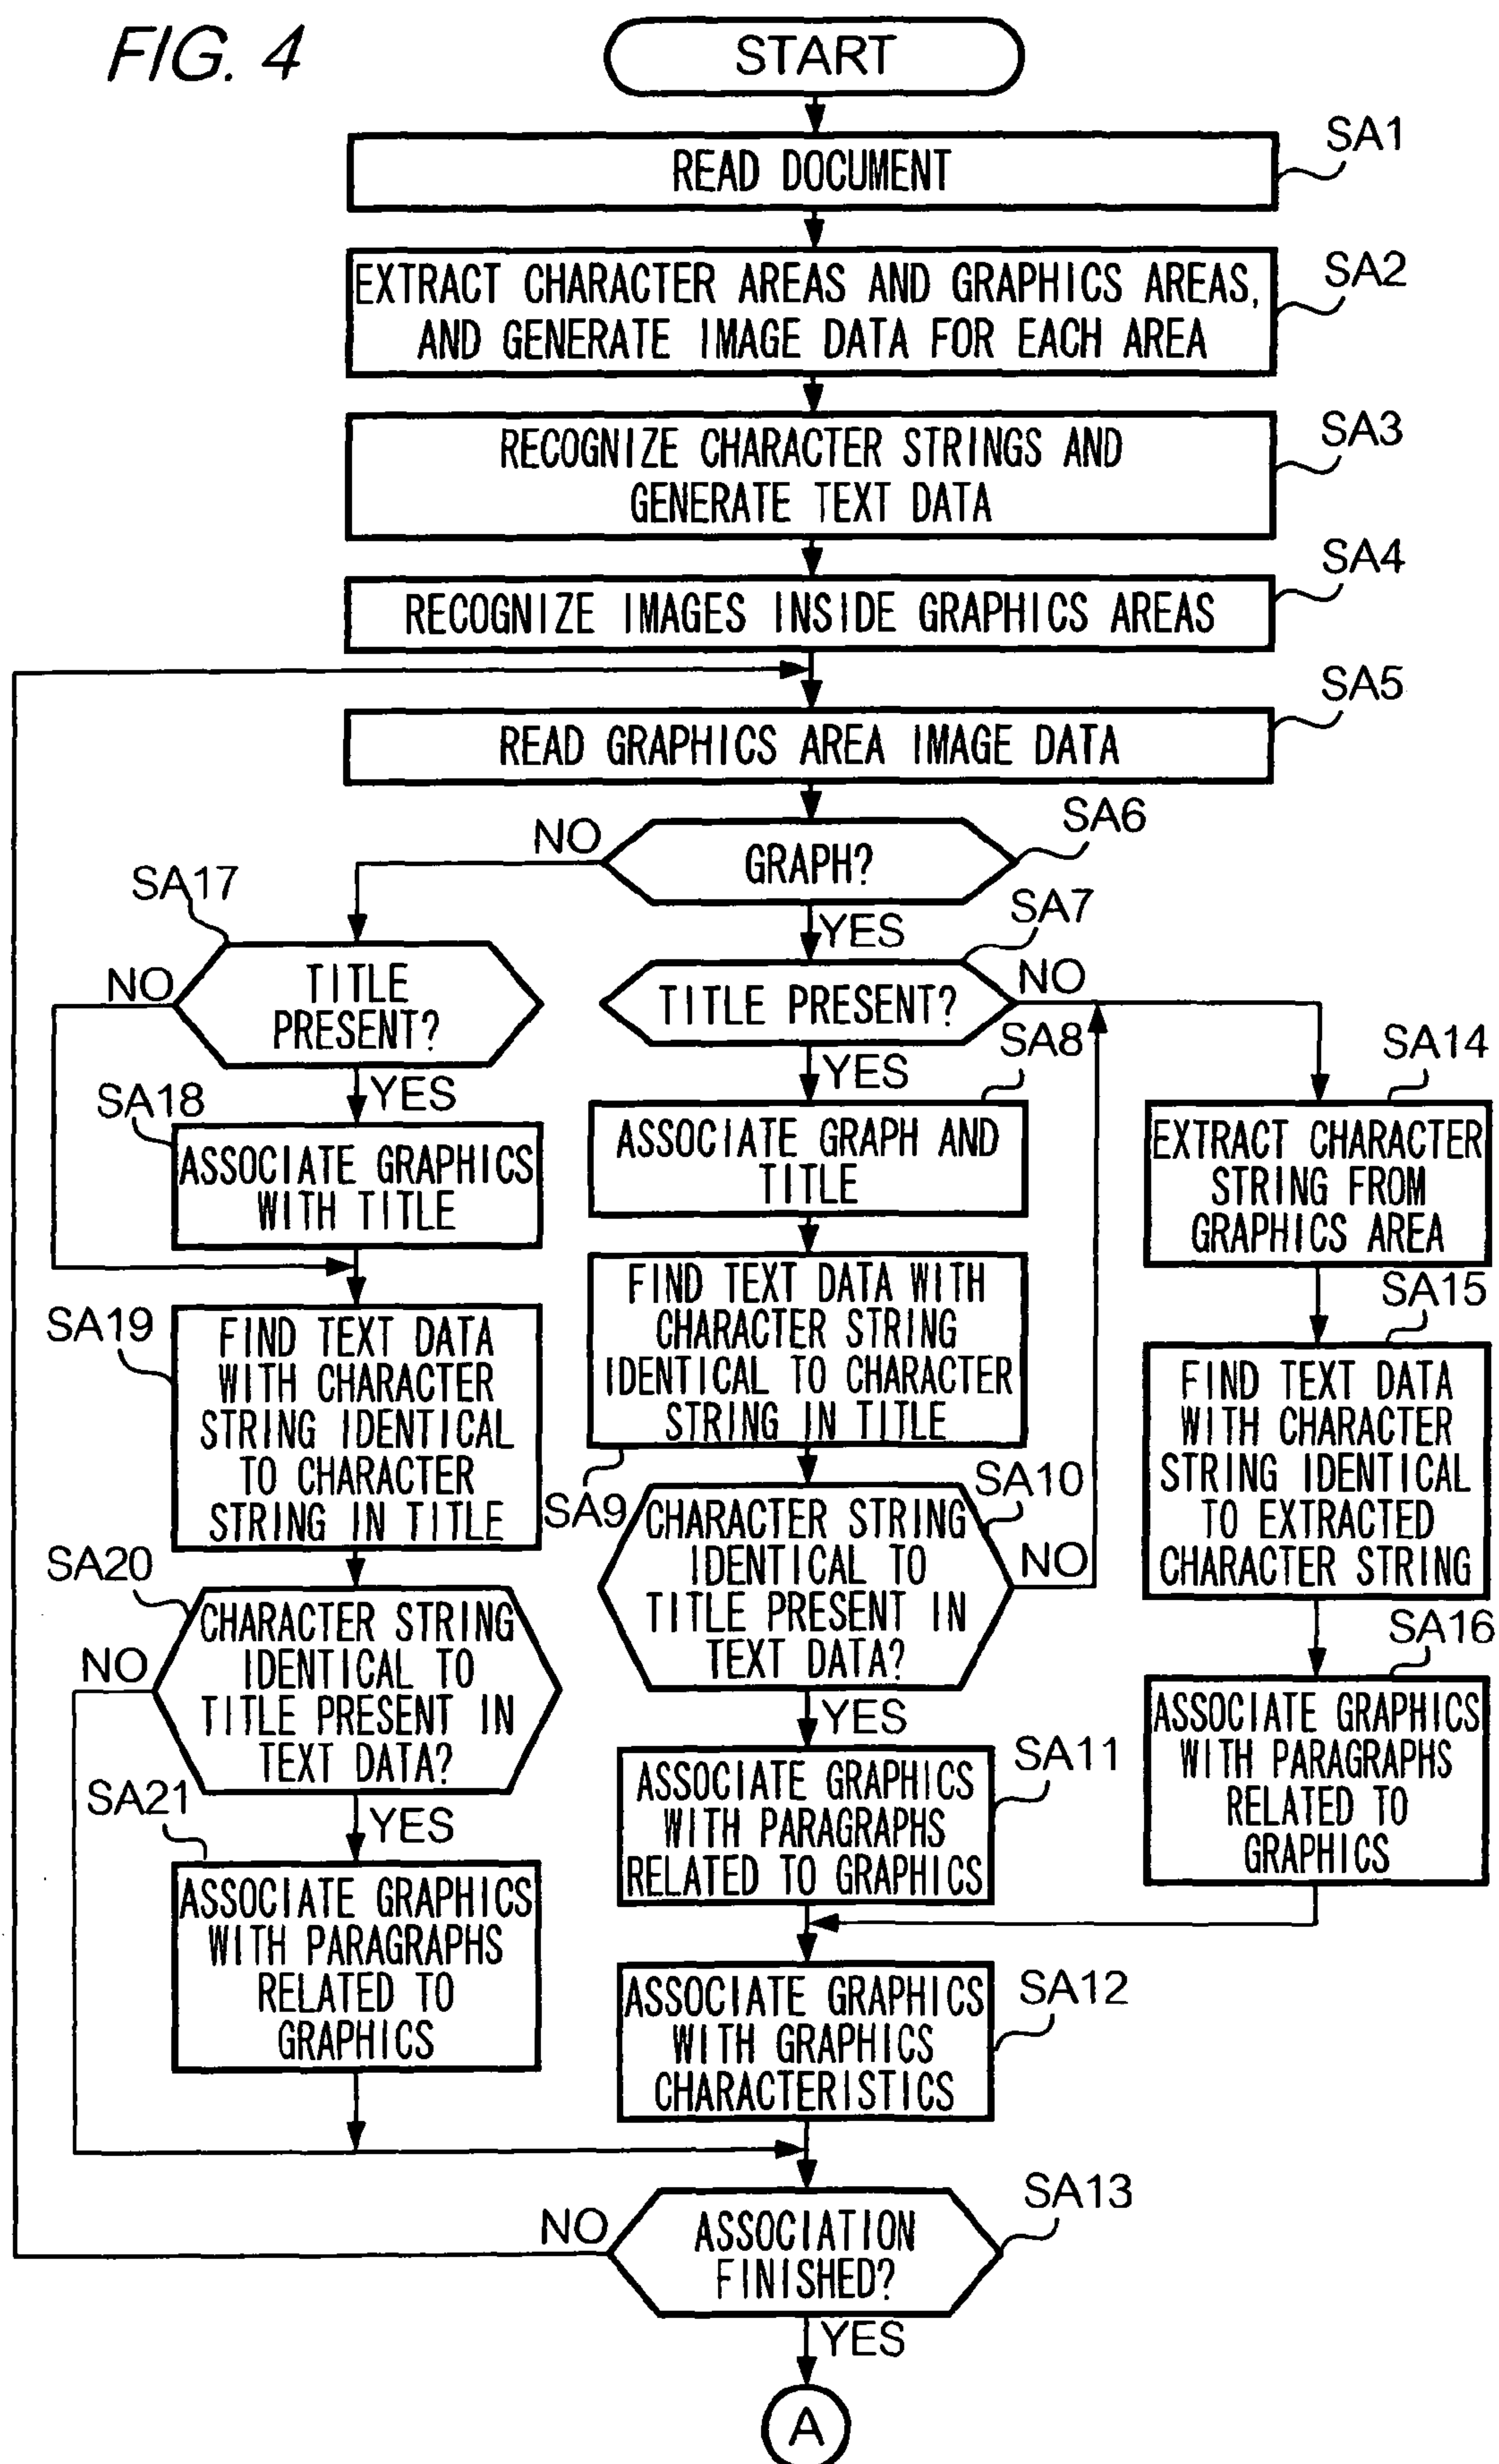 FIG. 4
START
SA1
READ DOCUMENT
SA2
EXTRACT CHARACTER AREAS AND GRAPHICS AREAS,
AND GENERATE IMAGE DATA FOR EACH AREA
SA3
RECOGNIZE CHARACTER STRINGS AND
GENERATE TEXT DATA
SA4
RECOGNIZE IMAGES INSIDE GRAPHICS AREAS
SA5
READ GRAPHICS AREA IMAGE DATA
SA6
NO
GRAPH?
YES
SA7
TITLE PRESENT?
NO
YES
SA8
ASSOCIATE GRAPH AND
TITLE
FIND TEXT DATA WITH
CHARACTER STRING
IDENTICAL TO CHARACTER
STRING IN TITLE
SA9
SA10
CHARACTER STRING
IDENTICAL TO
TITLE PRESENT IN
TEXT DATA?
NO
YES
SA11
ASSOCIATE GRAPHICS
WITH PARAGRAPHS
RELATED TO GRAPHICS
SA12
ASSOCIATE GRAPHICS
WITH GRAPHICS
CHARACTERISTICS
SA14
EXTRACT CHARACTER
STRING FROM
GRAPHICS AREA
SA15
FIND TEXT DATA
WITH CHARACTER
STRING IDENTICAL
TO EXTRACTED
CHARACTER STRING
SA16
ASSOCIATE GRAPHICS
WITH PARAGRAPHS
RELATED TO
GRAPHICS
SA17
NO
TITLE
PRESENT?
YES
SA18
ASSOCIATE GRAPHICS
WITH TITLE
SA19
FIND TEXT DATA
WITH CHARACTER
STRING IDENTICAL
TO CHARACTER
STRING IN TITLE
SA20
CHARACTER STRING
IDENTICAL TO
TITLE PRESENT IN
TEXT DATA?
NO
YES
SA21
ASSOCIATE GRAPHICS
WITH PARAGRAPHS
RELATED TO
GRAPHICS
SA13
NO
ASSOCIATION
FINISHED?
YES
A